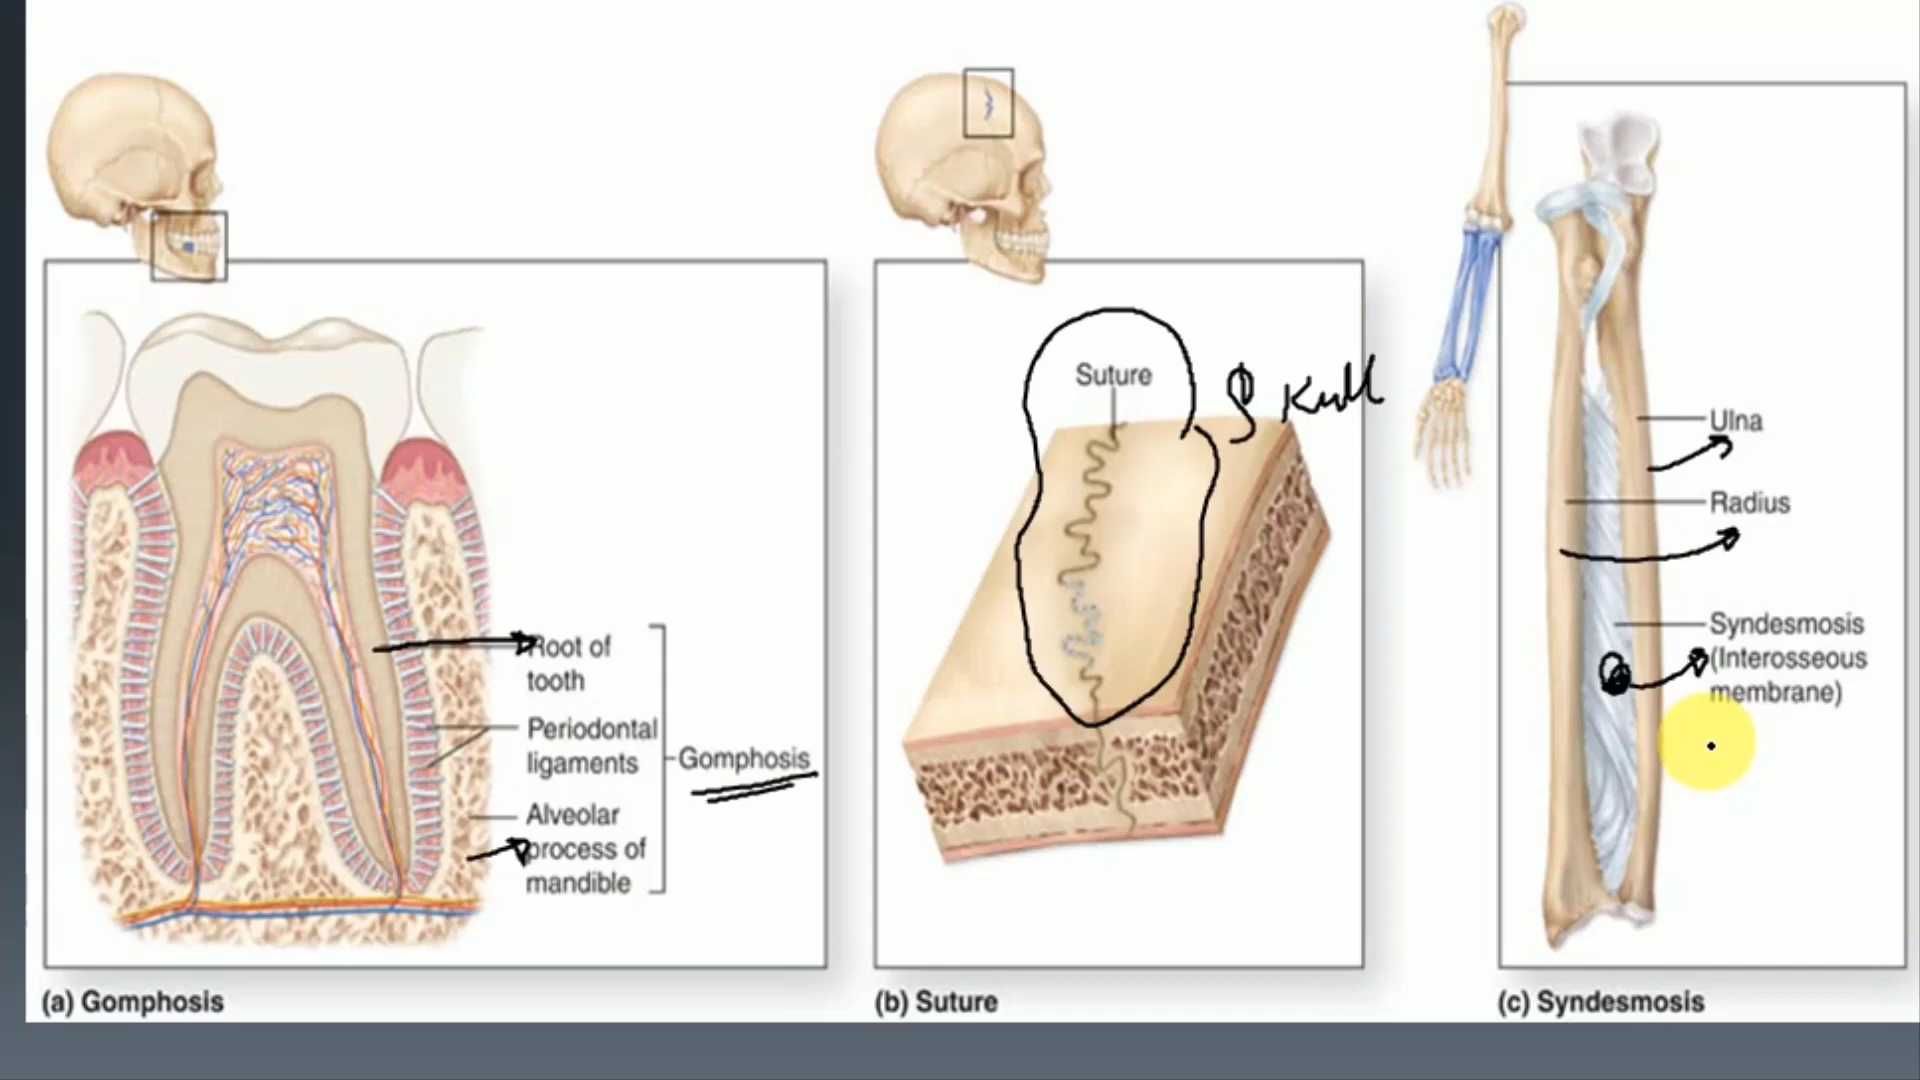 Root of
tooth
Periodontal
ligaments
Alveolar
process of
mandible
Gomphosis
(a) Gomphosis
Suture
Skull
(b) Suture
Ulna
Radius
Syndesmosis
(Interosseous
membrane)
(c) Syndesmosis